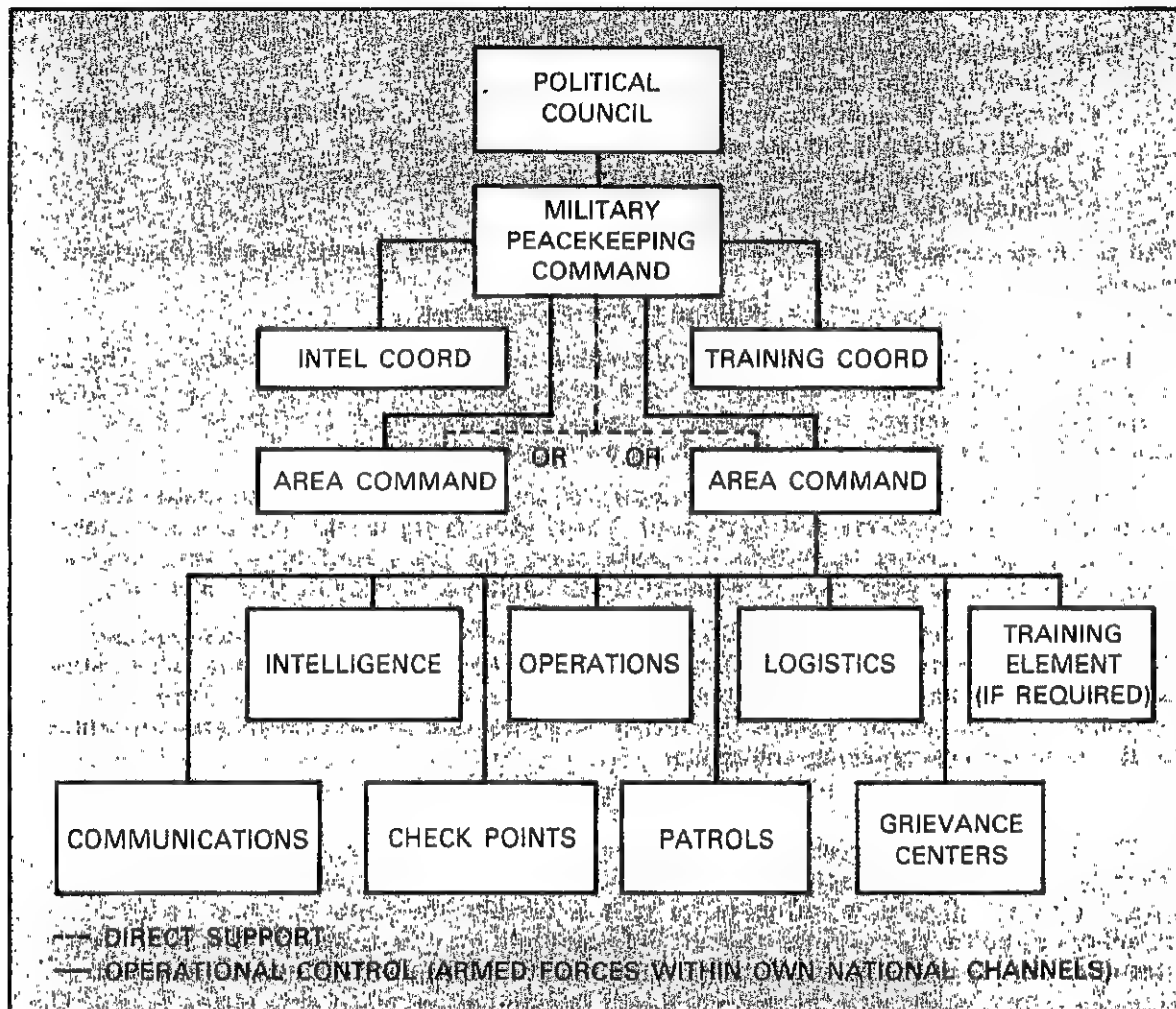 POLITICAL
COUNCIL
MILITARY
PEACEKEEPING
COMMAND
INTEL COORD
TRAINING COORD
AREA COMMAND
OR OR
AREA COMMAND
INTELLIGENCE
OPERATIONS
LOGISTICS
TRAINING
ELEMENT
(IF REQUIRED)
COMMUNICATIONS
CHECK POINTS
PATROLS
GRIEVANCE
CENTERS
DIRECT SUPPORT
OPERATIONAL CONTROL (ARMED FORCES WITHIN OWN NATIONAL CHANNELS)